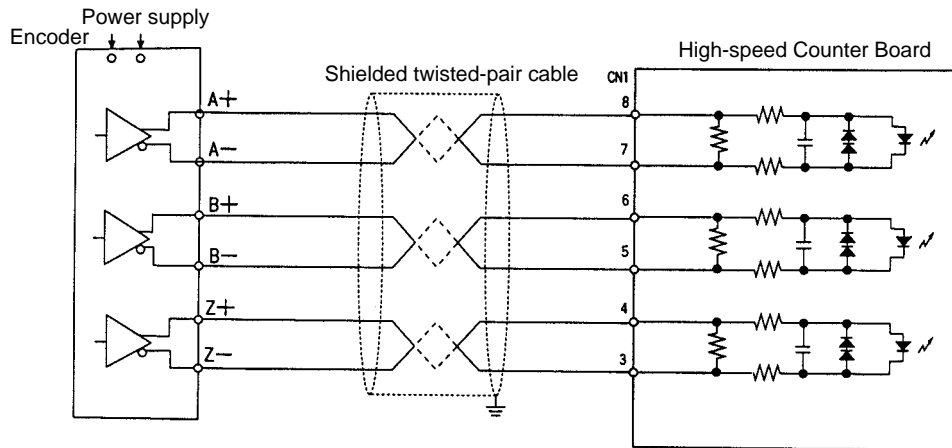 Power supply
Encoder
High-speed Counter Board
Shielded twisted-pair cable
CN1
A+
8
A−
7
B+
6
B−
5
Z+
4
Z−
3